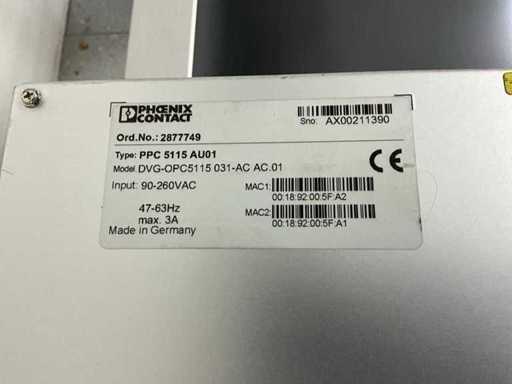 PHŒNIX
CONTACT
Sno: AX00211390
Ord.No.: 2877749
Type: PPC 5115 AU01
Model: DVG-OPC5115 031-AC AC.01
Input: 90-260VAC
47-63Hz
max. 3A
MAC1:
00:18:92:00:5F:A2
MAC2:
00:18:92:00:5F:A1
Made in Germany
CE